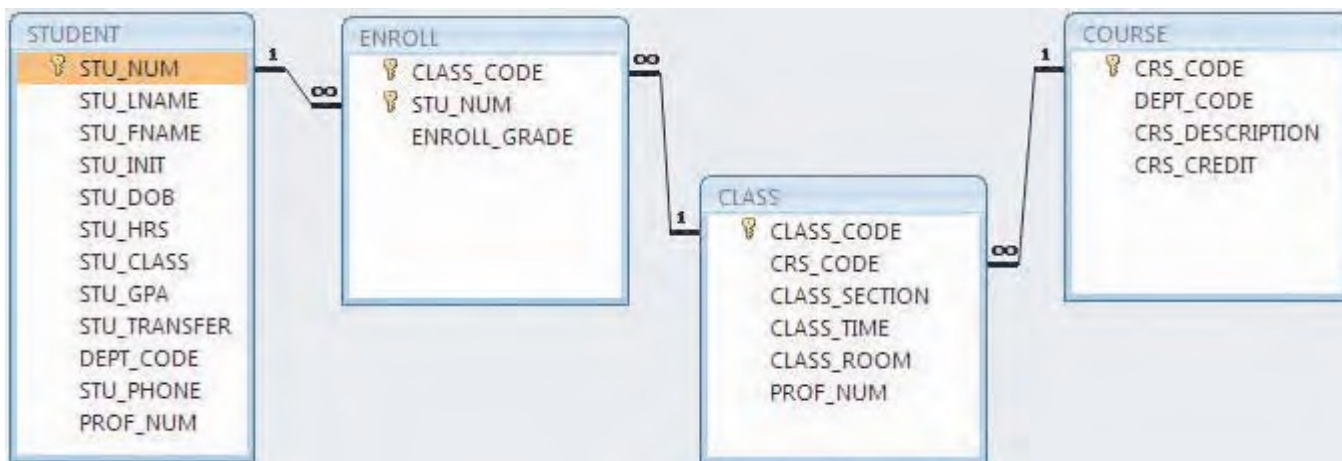 STUDENT
STU_NUM
STU_LNAME
STU_FNAME
STU_INIT
STU_DOB
STU_HRS
STU_CLASS
STU_GPA
STU_TRANSFER
DEPT_CODE
STU_PHONE
PROF_NUM
1
∞
ENROLL
CLASS_CODE
STU_NUM
ENROLL_GRADE
∞
1
CLASS
CLASS_CODE
CRS_CODE
CLASS_SECTION
CLASS_TIME
CLASS_ROOM
PROF_NUM
∞
1
COURSE
CRS_CODE
DEPT_CODE
CRS_DESCRIPTION
CRS_CREDIT